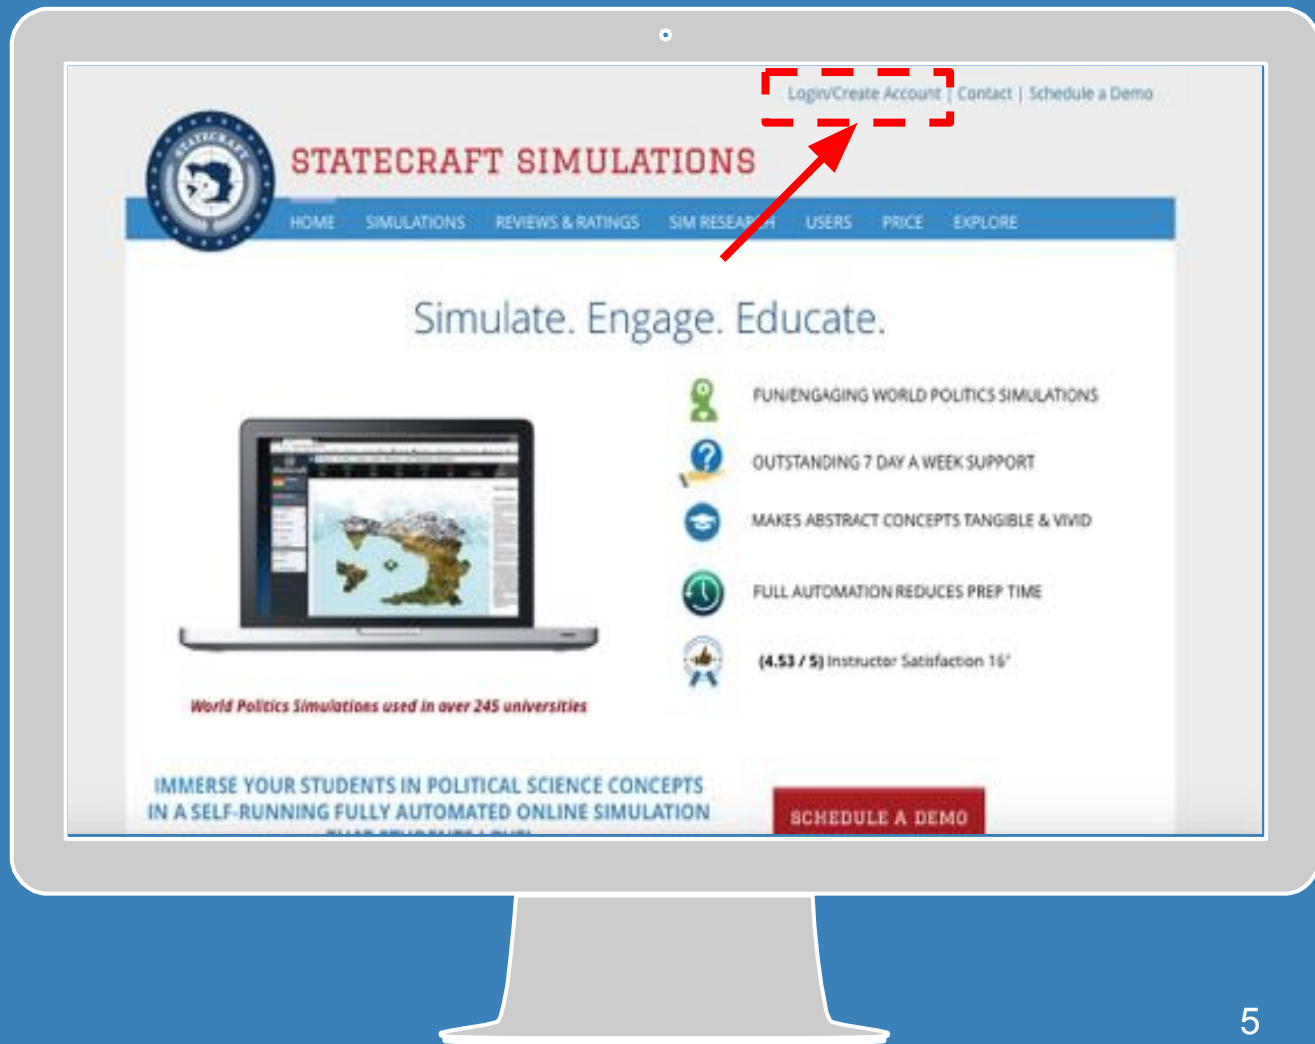 Login/Create Account | Contact | Schedule a Demo
STATECRAFT
STATECRAFT SIMULATIONS
HOME SIMULATIONS REVIEWS & RATINGS SIM RESEARCH USERS PRICE EXPLORE
Simulate. Engage. Educate.
FUN/ENGAGING WORLD POLITICS SIMULATIONS
OUTSTANDING 7 DAY A WEEK SUPPORT
MAKES ABSTRACT CONCEPTS TANGIBLE & VIVID
FULL AUTOMATION REDUCES PREP TIME
(4.53 / 5) Instructor Satisfaction 16"
World Politics Simulations used in over 245 universities
IMMERSE YOUR STUDENTS IN POLITICAL SCIENCE CONCEPTS
IN A SELF-RUNNING FULLY AUTOMATED ONLINE SIMULATION
SCHEDULE A DEMO
5